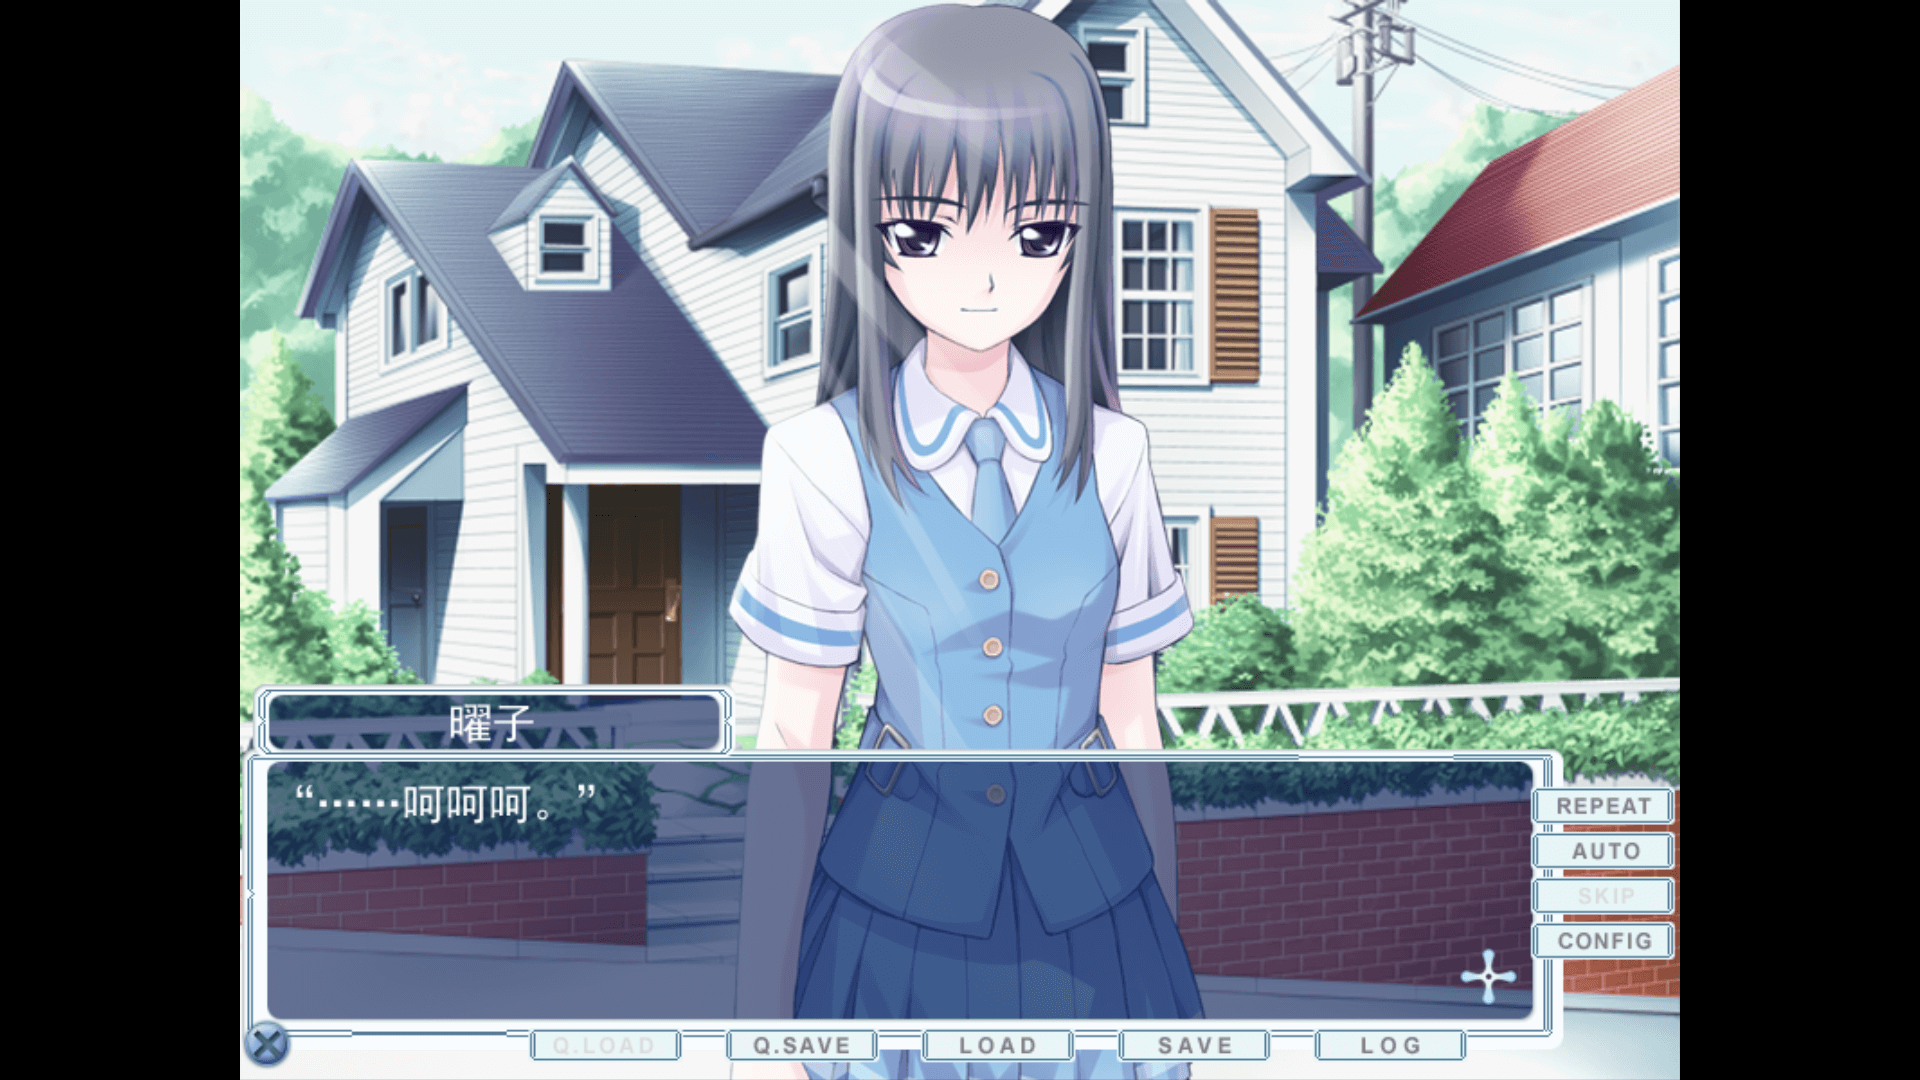 曜子
“……呵呵呵。”
REPEAT
AUTO
SKIP
CONFIG
Q.LOAD
Q.SAVE
LOAD
SAVE
LOG